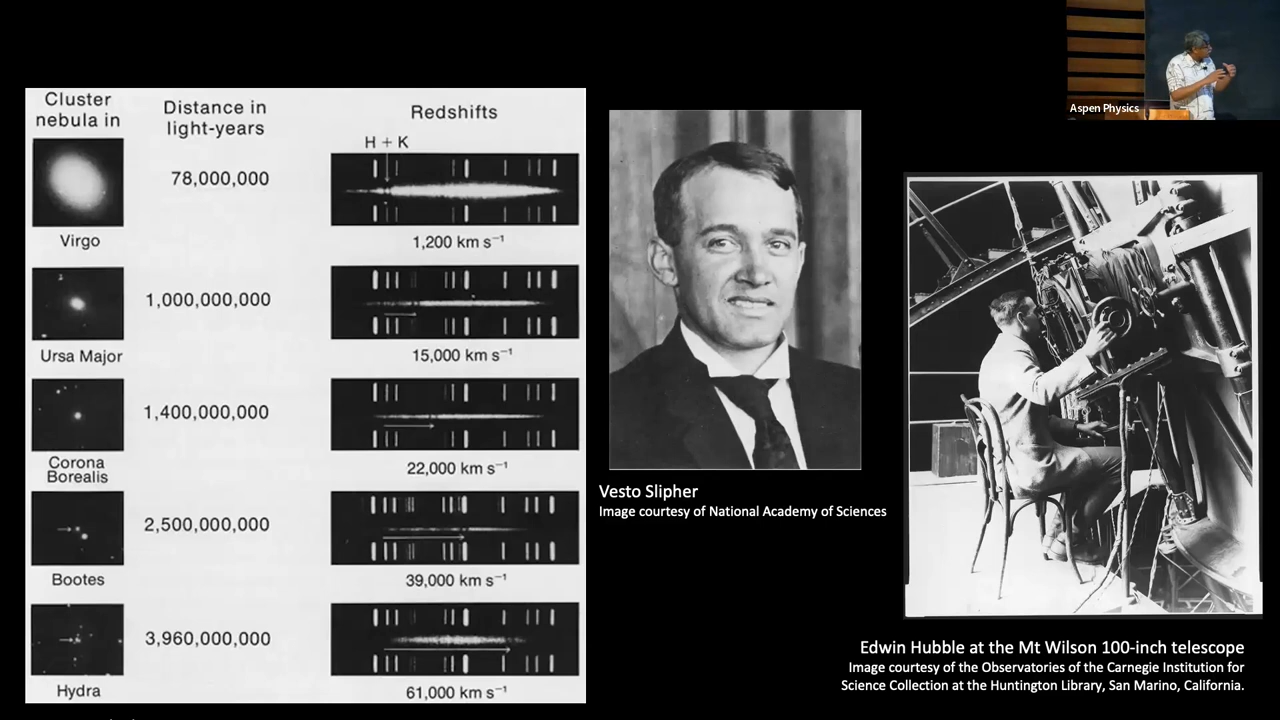 Aspen Physics
Cluster
nebula in
Distance in
light-years
Redshifts
H + K
78,000,000
Virgo
1,200 km s⁻¹
1,000,000,000
Ursa Major
15,000 km s⁻¹
1,400,000,000
Corona
Borealis
22,000 km s⁻¹
2,500,000,000
Bootes
39,000 km s⁻¹
3,960,000,000
Hydra
61,000 km s⁻¹
Vesto Slipher
Image courtesy of National Academy of Sciences
Edwin Hubble at the Mt Wilson 100-inch telescope
Image courtesy of the Observatories of the Carnegie Institution for
Science Collection at the Huntington Library, San Marino, California.